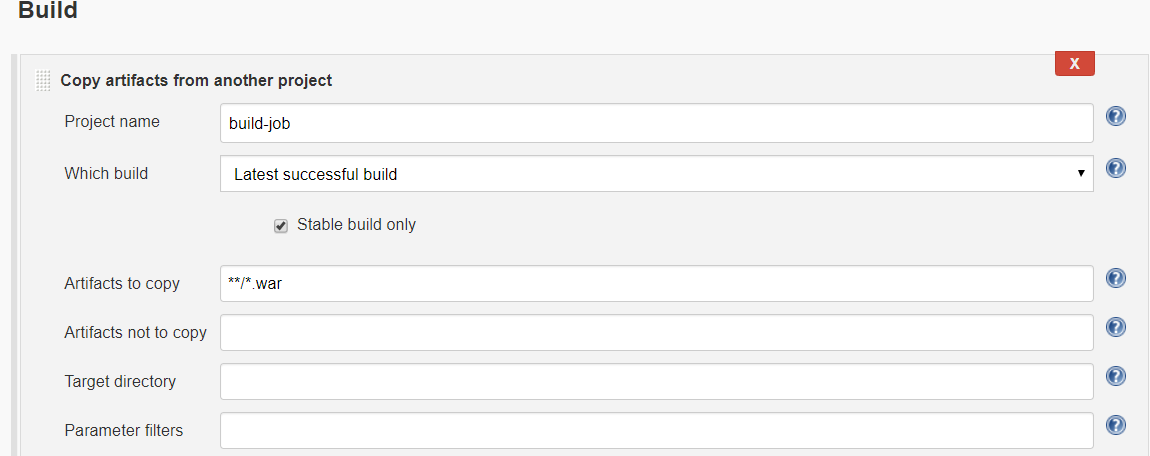 Build
X
Copy artifacts from another project
Project name
build-job
?
Which build
Latest successful build
?
Stable build only
Artifacts to copy
**/*.war
?
Artifacts not to copy
?
Target directory
?
Parameter filters
?